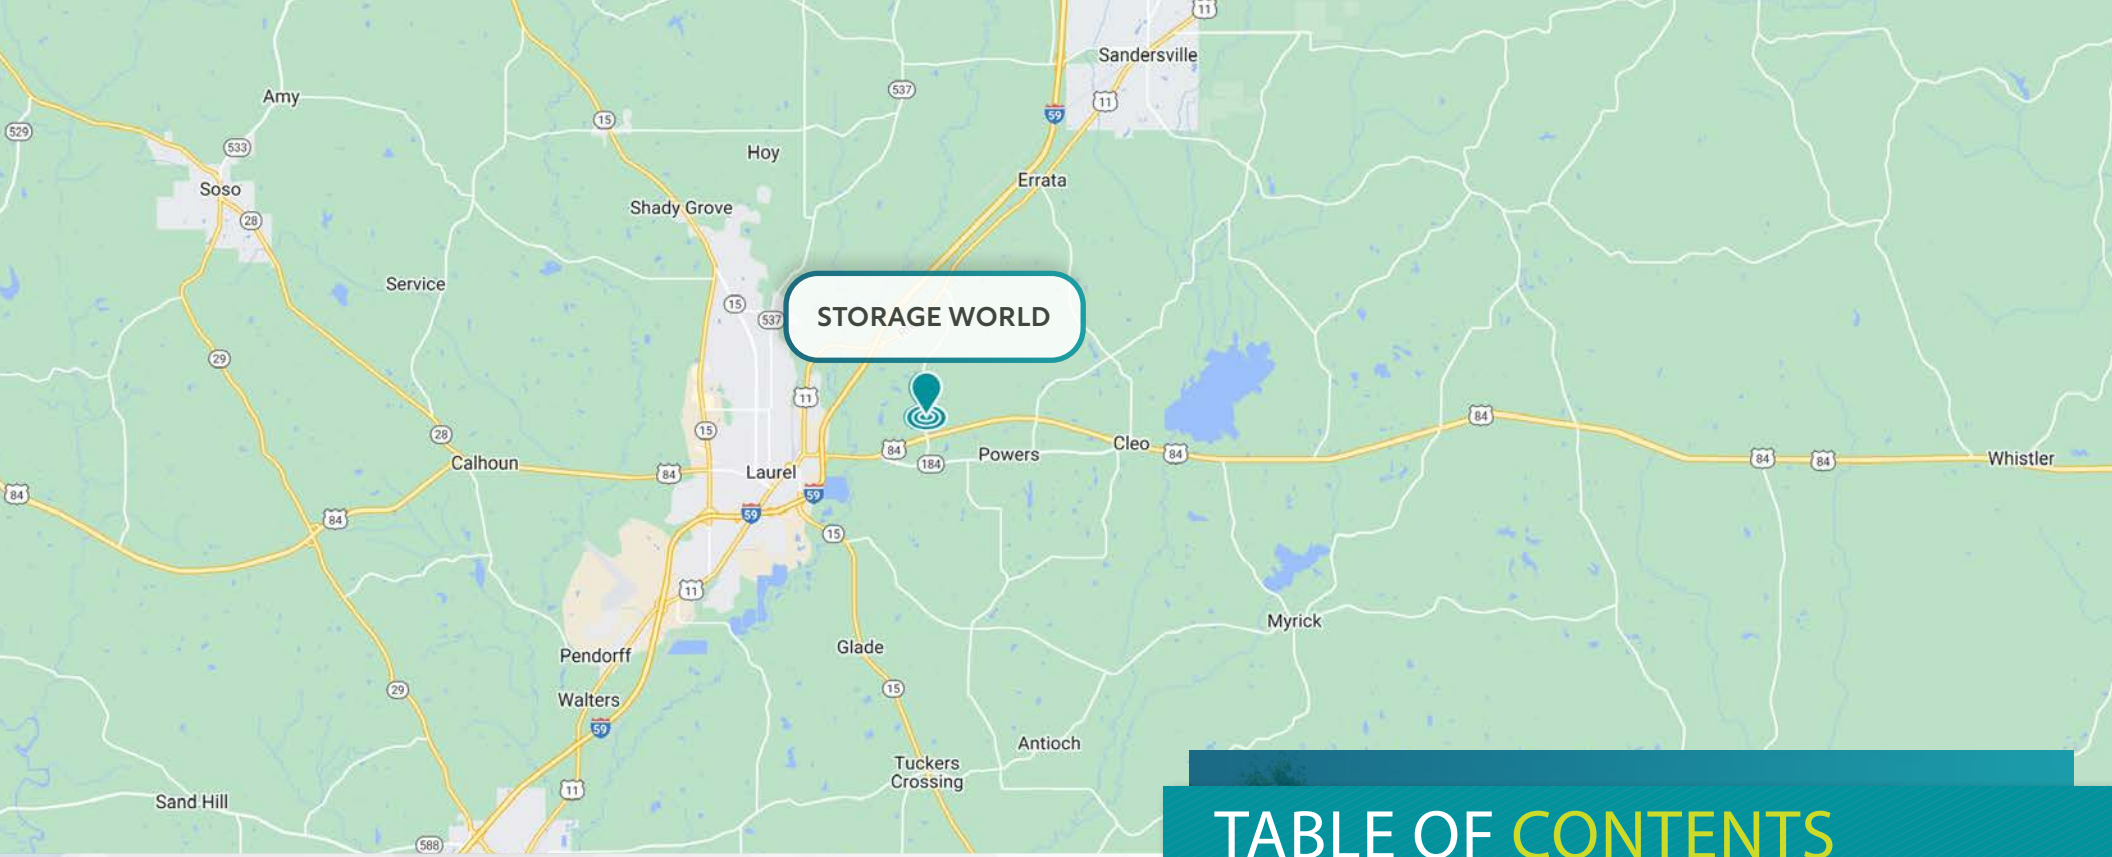 11
Sandersville
537
Amy
11
59
15
529
533
Hoy
Errata
Soso
Shady Grove
28
Service
15
537
STORAGE WORLD
29
11
84
15
28
84
Cleo
84
Powers
184
84
84
Whistler
Calhoun
84
Laurel
84
59
59
84
15
11
Myrick
Glade
Pendorff
29
15
Walters
59
Antioch
Tuckers
Crossing
11
Sand Hill
588
TABLE OF CONTENTS